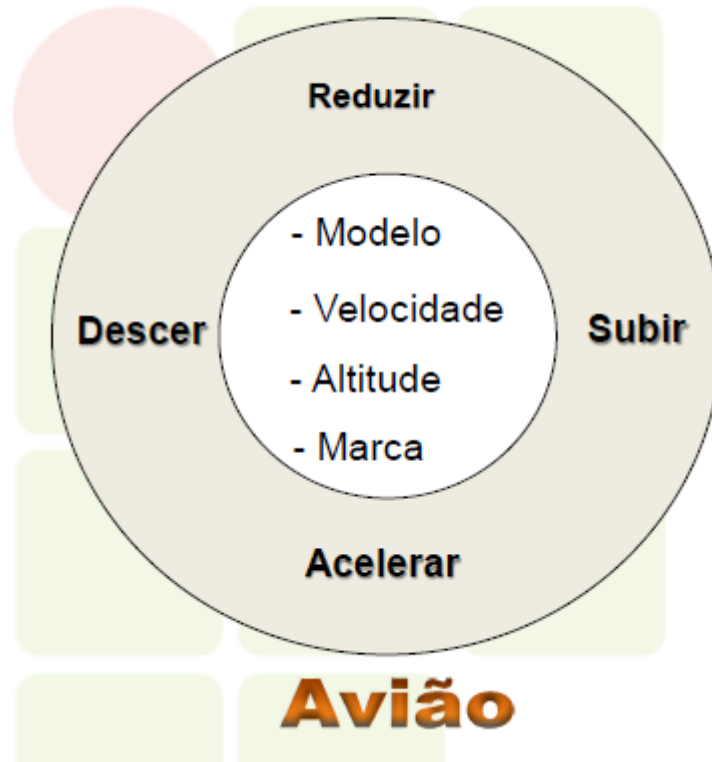 Reduzir
- Modelo
- Velocidade
Descer
Subir
- Altitude
- Marca
Acelerar
Avião